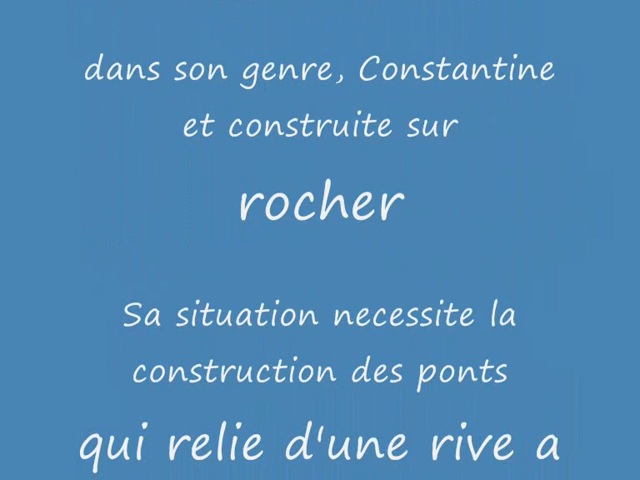 dans son genre, Constantine
et construite sur
rocher
Sa situation necessite la
construction des ponts
qui relie d'une rive a